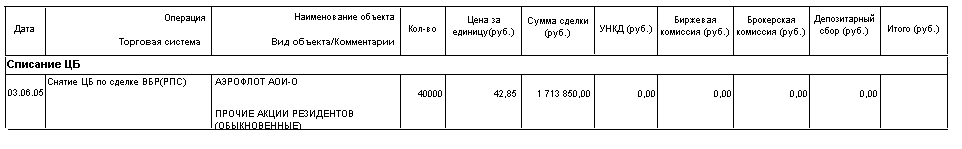 Дата
Операция
Торговая система
Наименование объекта
Вид объекта/Комментарии
Кол-во
Цена за
единицу(руб.)
Сумма сделки
(руб.)
УНКД (руб.)
Биржевая
комиссия (руб.)
Брокерская
комиссия (руб.)
Депозитарный
сбор (руб.)
Итого (руб.)
Списание ЦБ
03.06.05
Снятие ЦБ по сделке ВБР(РПС)
АЭРОФЛОТ АОИ-О
ПРОЧИЕ АКЦИИ РЕЗИДЕНТОВ
(ОБЫКНОВЕННЫЕ)
40000
42,85
1 713 850,00
0,00
0,00
0,00
0,00